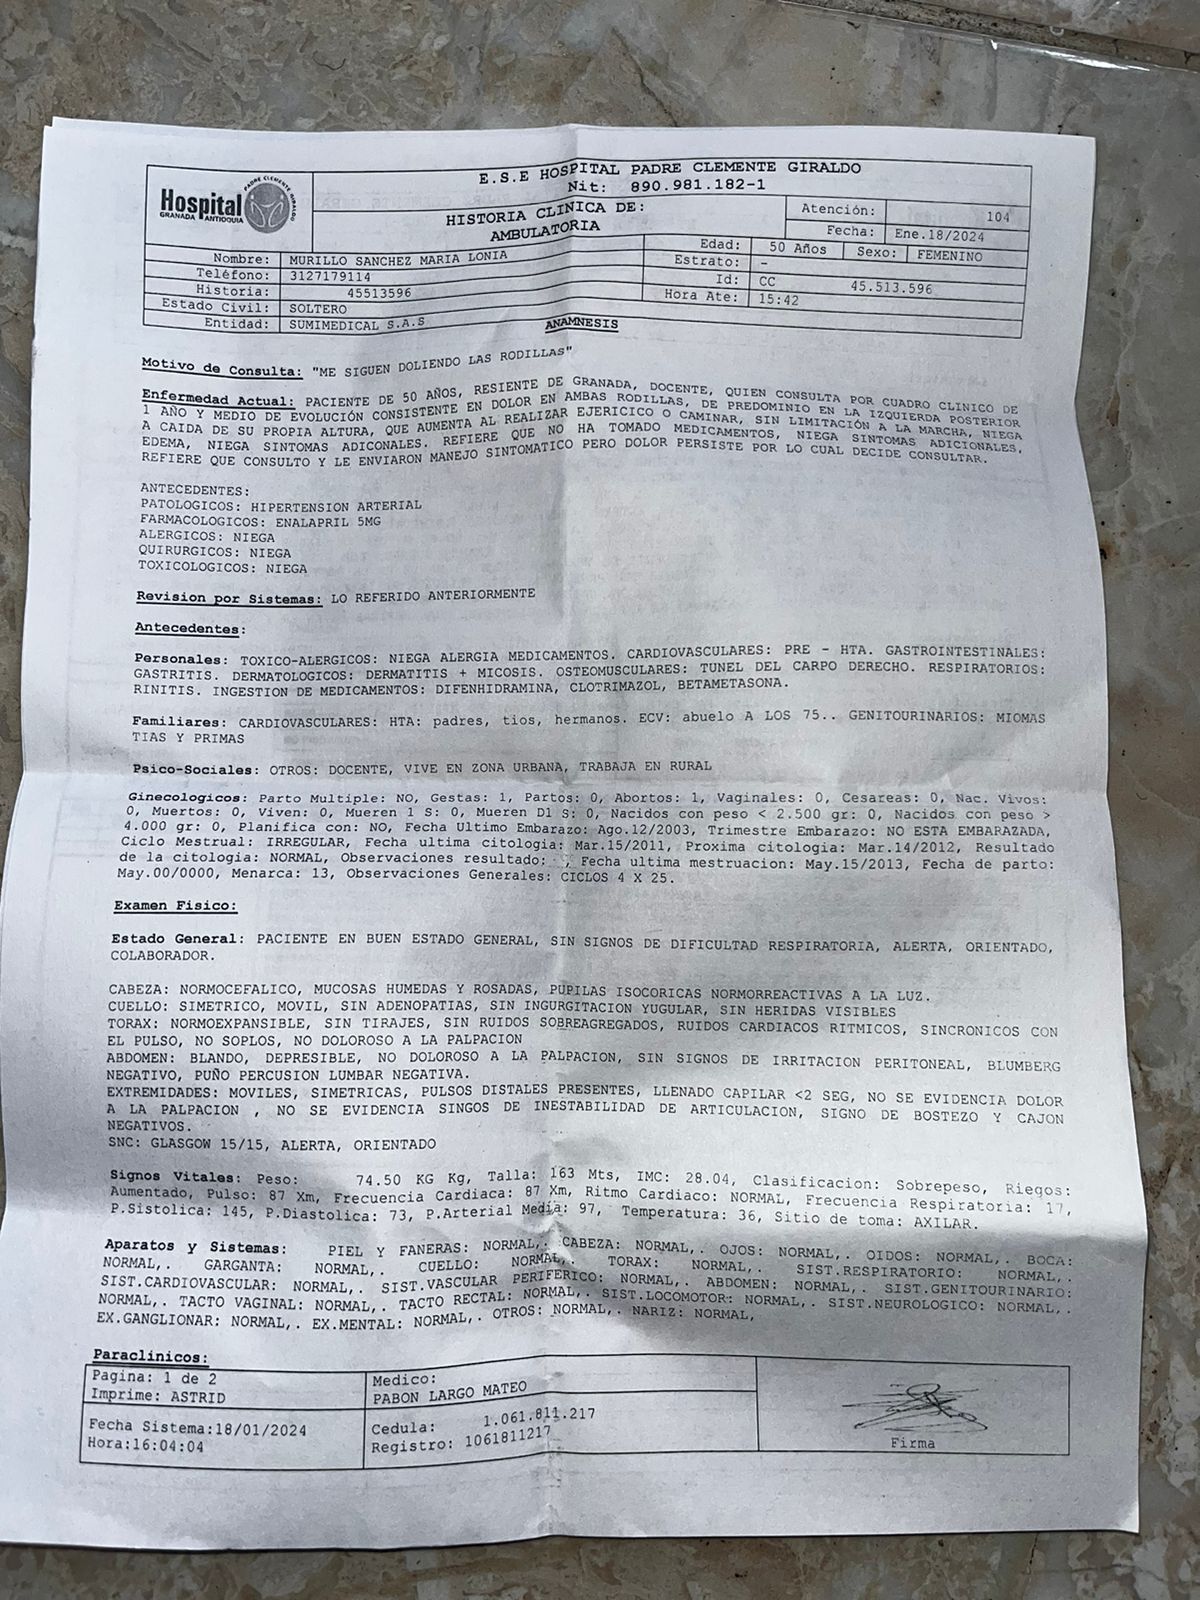 E.S.E HOSPITAL PADRE CLEMENTE GIRALDO
Nit: 890.981.182-1
Hospital
GRANADA ANTIOQUIA
PADRE CLEMENTE GIRALDO
HISTORIA CLINICA DE:
AMBULATORIA
Atención: 104
Fecha: Ene.18/2024
Nombre: MURILLO SANCHEZ MARIA LONIA
Edad: 50 Años Sexo: FEMENINO
Teléfono: 3127179114
Estrato: -
Historia: 45513596
Id: CC 45.513.596
Estado Civil: SOLTERO
Hora Ate: 15:42
Entidad: SUMIMEDICAL S.A.S
ANAMNESIS
Motivo de Consulta: "ME SIGUEN DOLIENDO LAS RODILLAS"
Enfermedad Actual: PACIENTE DE 50 AÑOS, RESIENTE DE GRANADA, DOCENTE, QUIEN CONSULTA POR CUADRO CLINICO DE
1 AÑO Y MEDIO DE EVOLUCIÓN CONSISTENTE EN DOLOR EN AMBAS RODILLAS, DE PREDOMINIO EN LA IZQUIERDA POSTERIOR
A CAIDA DE SU PROPIA ALTURA, QUE AUMENTA AL REALIZAR EJERICICO O CAMINAR, SIN LIMITACIÓN A LA MARCHA, NIEGA
EDEMA, NIEGA SINTOMAS ADICONALES. REFIERE QUE NO HA TOMADO MEDICAMENTOS, NIEGA SINTOMAS ADICIONALES,
REFIERE QUE CONSULTO Y LE ENVIARON MANEJO SINTOMATICO PERO DOLOR PERSISTE POR LO CUAL DECIDE CONSULTAR.
ANTECEDENTES:
PATOLOGICOS: HIPERTENSION ARTERIAL
FARMACOLOGICOS: ENALAPRIL 5MG
ALERGICOS: NIEGA
QUIRURGICOS: NIEGA
TOXICOLOGICOS: NIEGA
Revision por Sistemas: LO REFERIDO ANTERIORMENTE
Antecedentes:
Personales: TOXICO-ALERGICOS: NIEGA ALERGIA MEDICAMENTOS. CARDIOVASCULARES: PRE - HTA. GASTROINTESTINALES:
GASTRITIS. DERMATOLOGICOS: DERMATITIS + MICOSIS. OSTEOMUSCULARES: TUNEL DEL CARPO DERECHO. RESPIRATORIOS:
RINITIS. INGESTION DE MEDICAMENTOS: DIFENHIDRAMINA, CLOTRIMAZOL, BETAMETASONA.
Familiares: CARDIOVASCULARES: HTA: padres, tios, hermanos. ECV: abuelo A LOS 75.. GENITOURINARIOS: MIOMAS
TIAS Y PRIMAS
Psico-Sociales: OTROS: DOCENTE, VIVE EN ZONA URBANA, TRABAJA EN RURAL
Ginecologicos: Parto Multiple: NO, Gestas: 1, Partos: 0, Abortos: 1, Vaginales: 0, Cesareas: 0, Nac. Vivos:
0, Muertos: 0, Viven: 0, Mueren 1 S: 0, Mueren D1 S: 0, Nacidos con peso < 2.500 gr: 0, Nacidos con peso >
4.000 gr: 0, Planifica con: NO, Fecha Ultimo Embarazo: Ago.12/2003, Trimestre Embarazo: NO ESTA EMBARAZADA,
Ciclo Mestrual: IRREGULAR, Fecha ultima citologia: Mar.15/2011, Proxima citologia: Mar.14/2012, Resultado
de la citologia: NORMAL, Observaciones resultado: , Fecha ultima mestruacion: May.15/2013, Fecha de parto:
May.00/0000, Menarca: 13, Observaciones Generales: CICLOS 4 X 25.
Examen Fisico:
Estado General: PACIENTE EN BUEN ESTADO GENERAL, SIN SIGNOS DE DIFICULTAD RESPIRATORIA, ALERTA, ORIENTADO,
COLABORADOR.
CABEZA: NORMOCEFALICO, MUCOSAS HUMEDAS Y ROSADAS, PUPILAS ISOCORICAS NORMORREACTIVAS A LA LUZ.
CUELLO: SIMETRICO, MOVIL, SIN ADENOPATIAS, SIN INGURGITACION YUGULAR, SIN HERIDAS VISIBLES
TORAX: NORMOEXPANSIBLE, SIN TIRAJES, SIN RUIDOS SOBREAGREGADOS, RUIDOS CARDIACOS RITMICOS, SINCRONICOS CON
EL PULSO, NO SOPLOS, NO DOLOROSO A LA PALPACION
ABDOMEN: BLANDO, DEPRESIBLE, NO DOLOROSO A LA PALPACION, SIN SIGNOS DE IRRITACION PERITONEAL, BLUMBERG
NEGATIVO, PUÑO PERCUSION LUMBAR NEGATIVA.
EXTREMIDADES: MOVILES, SIMETRICAS, PULSOS DISTALES PRESENTES, LLENADO CAPILAR <2 SEG, NO SE EVIDENCIA DOLOR
A LA PALPACION , NO SE EVIDENCIA SINGOS DE INESTABILIDAD DE ARTICULACION, SIGNO DE BOSTEZO Y CAJON
NEGATIVOS.
SNC: GLASGOW 15/15, ALERTA, ORIENTADO
Signos Vitales: Peso: 74.50 KG Kg, Talla: 163 Mts, IMC: 28.04, Clasificacion: Sobrepeso, Riegos:
Aumentado, Pulso: 87 Xm, Frecuencia Cardiaca: 87 Xm, Ritmo Cardiaco: NORMAL, Frecuencia Respiratoria: 17,
P.Sistolica: 145, P.Diastolica: 73, P.Arterial Media: 97, Temperatura: 36, Sitio de toma: AXILAR.
Aparatos y Sistemas: PIEL Y FANERAS: NORMAL,. CABEZA: NORMAL,. OJOS: NORMAL,. OIDOS: NORMAL,. BOCA:
NORMAL,. GARGANTA: NORMAL,. CUELLO: NORMAL,. TORAX: NORMAL,. SIST.RESPIRATORIO: NORMAL,.
SIST.CARDIOVASCULAR: NORMAL,. SIST.VASCULAR PERIFERICO: NORMAL,. ABDOMEN: NORMAL,. SIST.GENITOURINARIO:
NORMAL,. TACTO VAGINAL: NORMAL,. TACTO RECTAL: NORMAL,. SIST.LOCOMOTOR: NORMAL,. SIST.NEUROLOGICO: NORMAL,.
EX.GANGLIONAR: NORMAL,. EX.MENTAL: NORMAL,. OTROS: NORMAL,. NARIZ: NORMAL,
Paraclinicos:
Pagina: 1 de 2
Imprime: ASTRID
Medico:
PABON LARGO MATEO
Fecha Sistema:18/01/2024
Hora:16:04:04
Cedula: 1.061.811.217
Registro: 1061811217
Firma